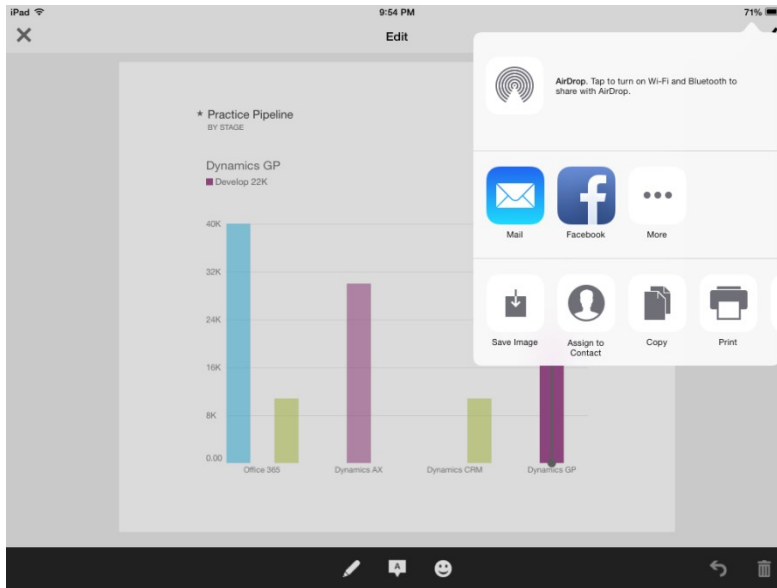 iPad 9:54 PM 71%
Edit
AirDrop. Tap to turn on Wi-Fi and Bluetooth to
share with AirDrop.
* Practice Pipeline
BY STAGE
Dynamics GP
Develop 22K
Mail Facebook More
Save Image Assign to Copy Print
Contact
40K
32K
24K
16K
8K
0.00
Office 365 Dynamics AX Dynamics CRM Dynamics GP
A